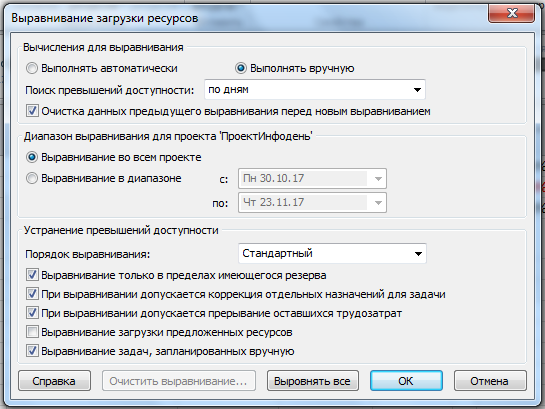 Выравнивание загрузки ресурсов
Вычисления для выравнивания
Выполнять автоматически Выполнять вручную
Поиск превышений доступности: по дням
Очистка данных предыдущего выравнивания перед новым выравниванием
Диапазон выравнивания для проекта 'ПроектИнфодень'
Выравнивание во всем проекте
Выравнивание в диапазоне с: Пн 30.10.17
по: Чт 23.11.17
Устранение превышений доступности
Порядок выравнивания: Стандартный
Выравнивание только в пределах имеющегося резерва
При выравнивании допускается коррекция отдельных назначений для задачи
При выравнивании допускается прерывание оставшихся трудозатрат
Выравнивание загрузки предложенных ресурсов
Выравнивание задач, запланированных вручную
Справка Очистить выравнивание... Выровнять все ОК Отмена